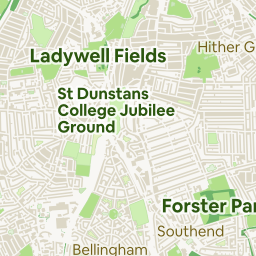 Hither G
Ladywell Fields
St Dunstans
College Jubilee
Ground
Forster Par
Southend
Bellingham